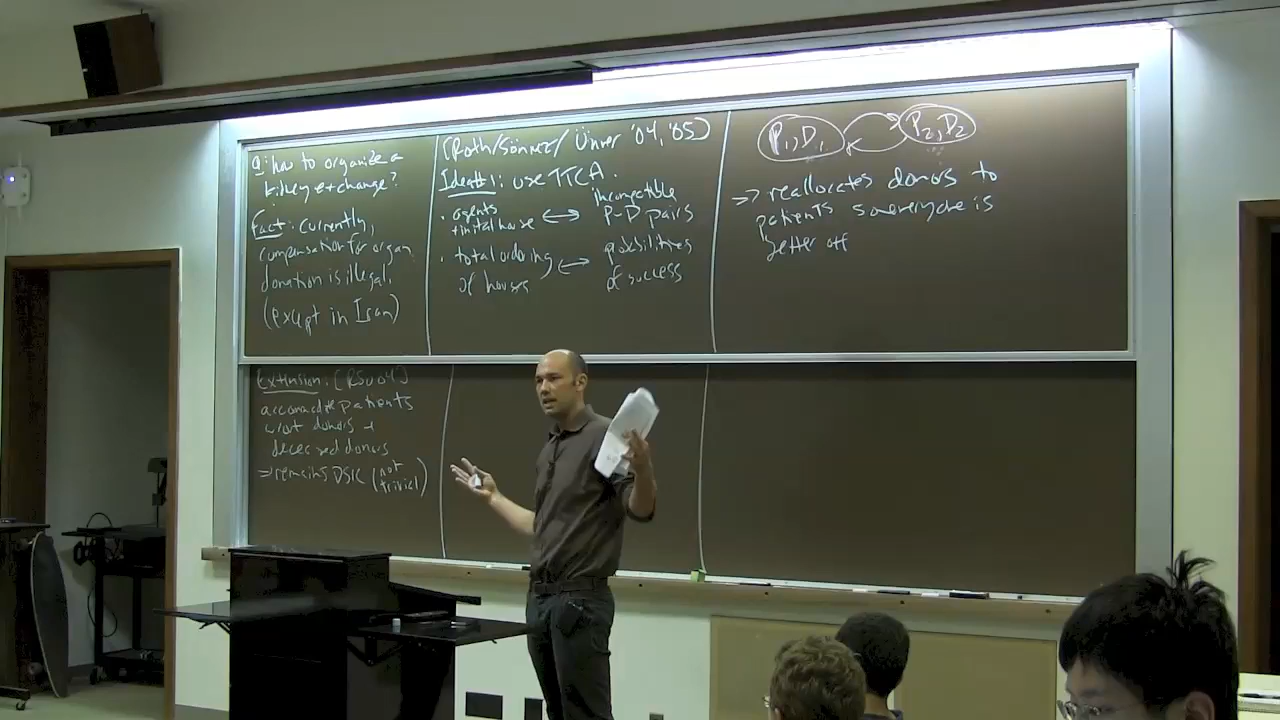 Q: how to organize a
kidney exchange?
Fact: currently,
compensation for organ
donation is illegal.
(except in Iran)
(Roth/Sönmez/Ünver '04, '05)
Idea #1: use TTCA.
• agents
+ initial house ↔ incompatible
P-D pairs
• total ordering
of houses ↔ probabilities
of success
P₁,D₁
P₂,D₂
=> reallocates donors to
patients so everyone is
better off
Extension: [RSU04]
accomodate patients
w/out donors +
deceased donors
⇒ remains DSIC (not
trivial)